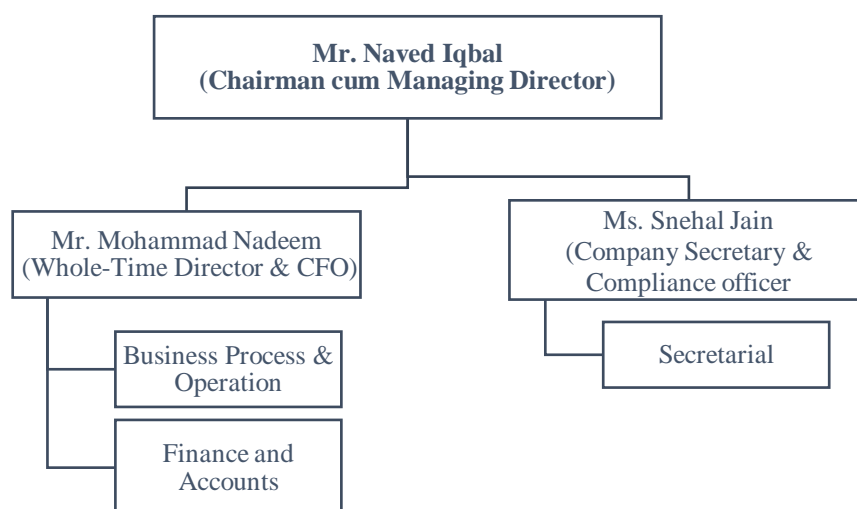 Mr. Naved Iqbal
(Chairman cum Managing Director)
Mr. Mohammad Nadeem
(Whole-Time Director & CFO)
Ms. Snehal Jain
(Company Secretary &
Compliance officer
Business Process &
Operation
Secretarial
Finance and
Accounts